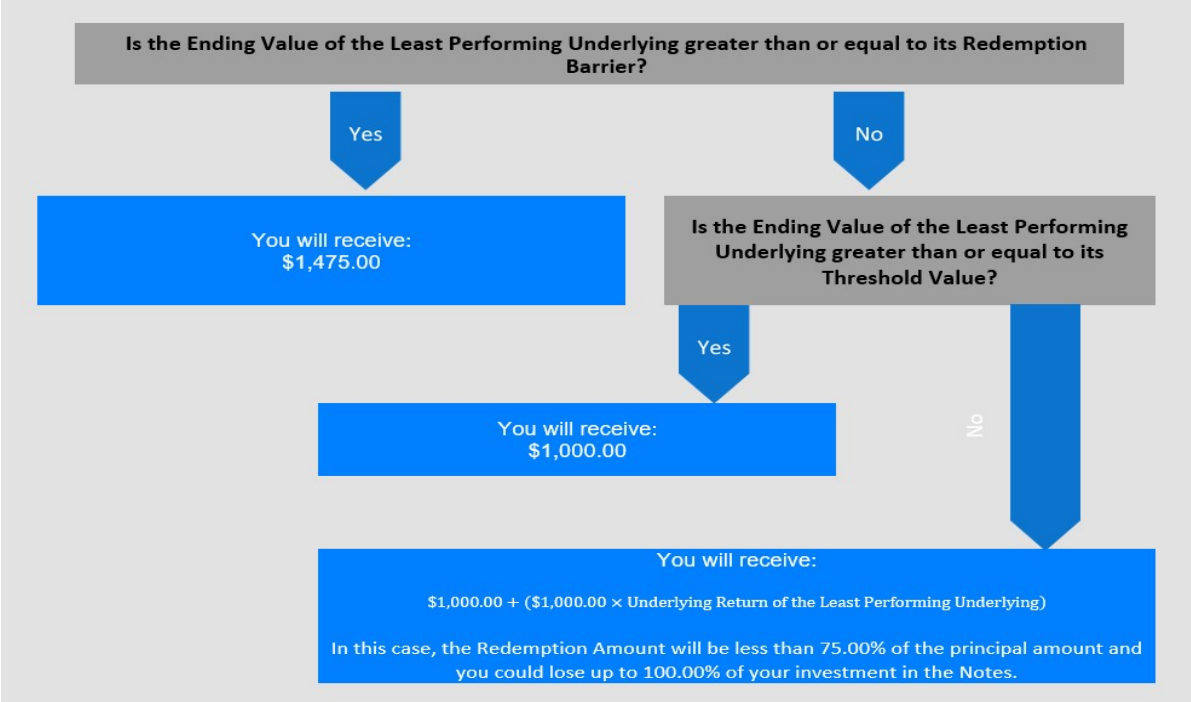 Is the Ending Value of the Least Performing Underlying greater than or equal to its Redemption
Barrier?
Yes
No
You will receive:
$1,475.00
Is the Ending Value of the Least Performing
Underlying greater than or equal to its
Threshold Value?
Yes
No
You will receive:
$1,000.00
You will receive:
$1,000.00 + ($1,000.00 × Underlying Return of the Least Performing Underlying)
In this case, the Redemption Amount will be less than 75.00% of the principal amount and
you could lose up to 100.00% of your investment in the Notes.